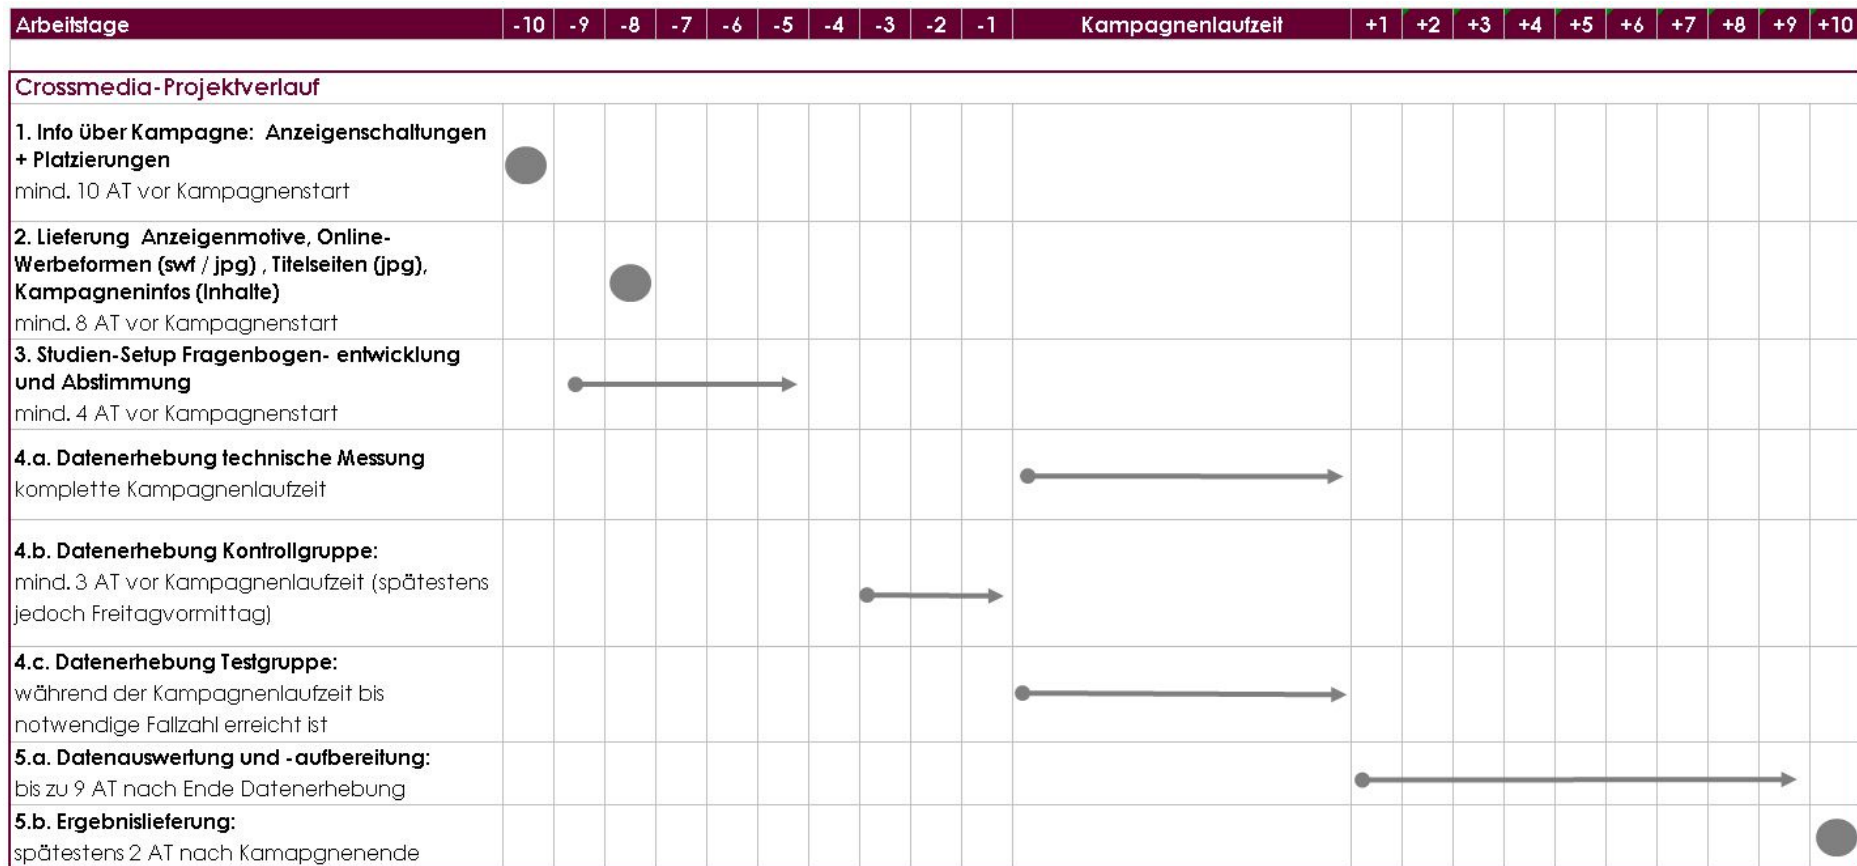 Arbeitstage -10 -9 -8 -7 -6 -5 -4 -3 -2 -1 Kampagnenlaufzeit +1 +2 +3 +4 +5 +6 +7 +8 +9 +10
Crossmedia-Projektverlauf
1. Info über Kampagne: Anzeigenschaltungen
+ Platzierungen
mind. 10 AT vor Kampagnenstart
2. Lieferung Anzeigenmotive, Online-
Werbeformen (swf / jpg) , Titelseiten (jpg),
Kampagneninfos (Inhalte)
mind. 8 AT vor Kampagnenstart
3. Studien-Setup Fragenbogen- entwicklung
und Abstimmung
mind. 4 AT vor Kampagnenstart
4.a. Datenerhebung technische Messung
komplette Kampagnenlaufzeit
4.b. Datenerhebung Kontrollgruppe:
mind. 3 AT vor Kampagnenlaufzeit (spätestens
jedoch Freitagvormittag)
4.c. Datenerhebung Testgruppe:
während der Kampagnenlaufzeit bis
notwendige Fallzahl erreicht ist
5.a. Datenauswertung und -aufbereitung:
bis zu 9 AT nach Ende Datenerhebung
5.b. Ergebnislieferung:
spätestens 2 AT nach Kamapgnenende